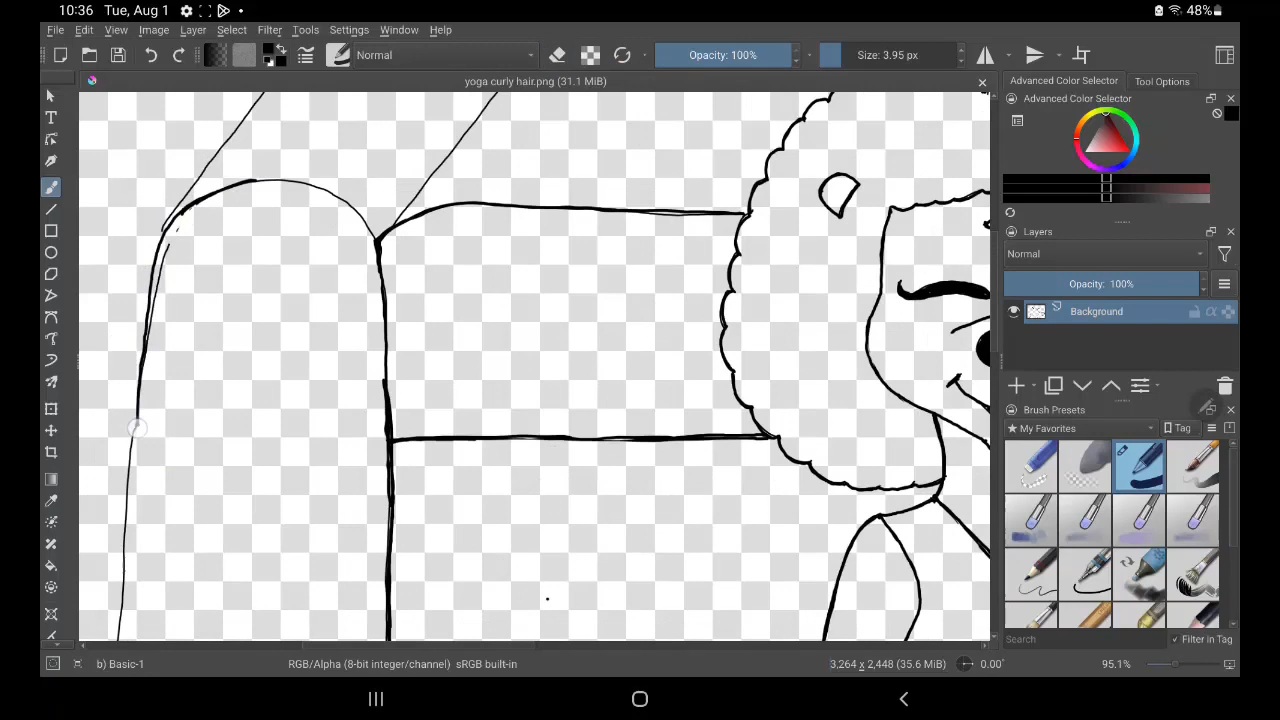 10:36 Tue, Aug 1 48%
File Edit View Image Layer Select Filter Tools Settings Window Help
Normal Opacity: 100% Size: 3.95 px
yoga curly hair.png (31.1 MiB)
Advanced Color Selector Tool Options
Advanced Color Selector
Layers
Normal
Opacity: 100%
Background
Brush Presets
My Favorites Tag
Search Filter in Tag
b) Basic-1 RGB/Alpha (8-bit integer/channel) sRGB built-in 3,264 x 2,448 (35.6 MiB) 0.00° 95.1%